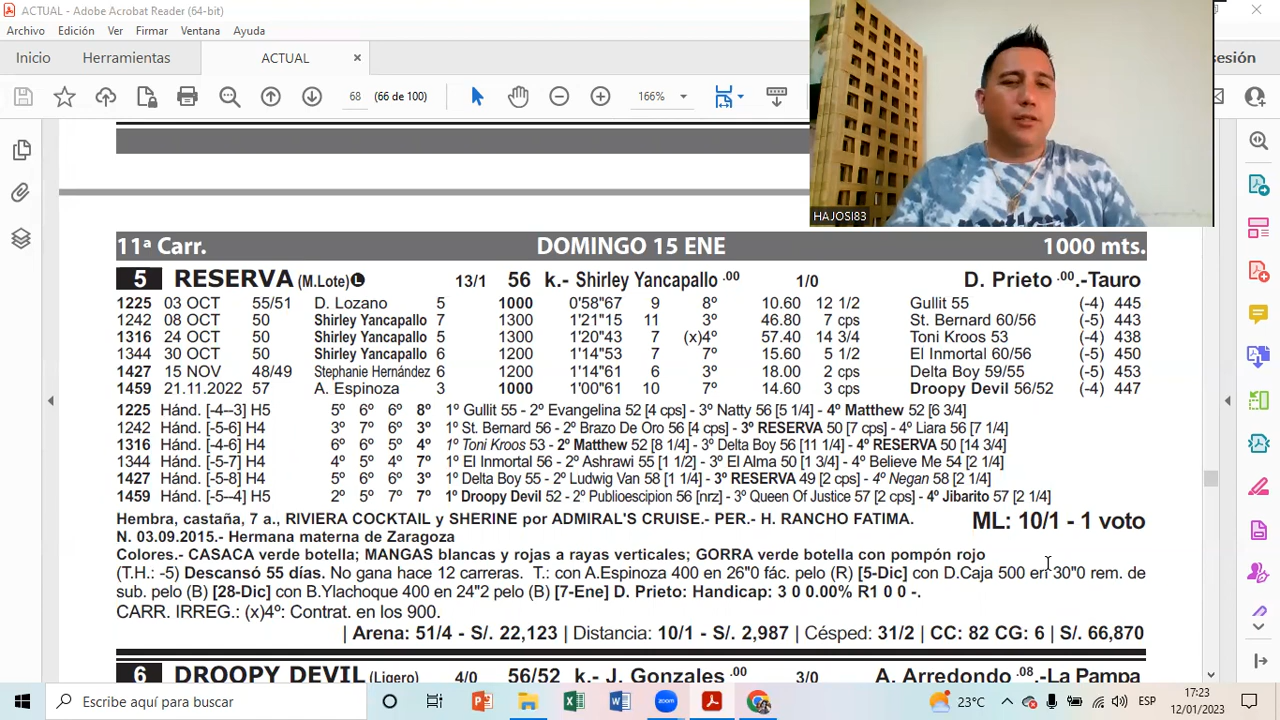 ACTUAL - Adobe Acrobat Reader (64-bit)
Archivo Edición Ver Firmar Ventana Ayuda
Inicio Herramientas ACTUAL × sesión
68 (66 de 100) 166%
HAJOSI83
11ª Carr. DOMINGO 15 ENE 1000 mts.
5 RESERVA (M.Lote) L 13/1 56 k.- Shirley Yancapallo .00 1/0 D. Prieto .00.-Tauro
1225 03 OCT 55/51 D. Lozano 5 1000 0'58"67 9 8º 10.60 12 1/2 Gullit 55 (-4) 445
1242 08 OCT 50 Shirley Yancapallo 7 1300 1'21"15 11 3º 46.80 7 cps St. Bernard 60/56 (-5) 443
1316 24 OCT 50 Shirley Yancapallo 5 1300 1'20"43 7 (x)4º 57.40 14 3/4 Toni Kroos 53 (-4) 438
1344 30 OCT 50 Shirley Yancapallo 6 1200 1'14"53 7 7º 15.60 5 1/2 El Inmortal 60/56 (-5) 450
1427 15 NOV 48/49 Stephanie Hernández 6 1200 1'14"61 6 3º 18.00 2 cps Delta Boy 59/55 (-5) 453
1459 21.11.2022 57 A. Espinoza 3 1000 1'00"61 10 7º 14.60 3 cps Droopy Devil 56/52 (-4) 447
1225 Hánd. [-4--3] H5 5º 6º 6º 8º 1º Gullit 55 - 2º Evangelina 52 [4 cps] - 3º Natty 56 [5 1/4] - 4º Matthew 52 [6 3/4]
1242 Hánd. [-5-6] H4 3º 7º 6º 3º 1º St. Bernard 56 - 2º Brazo De Oro 56 [4 cps] - 3º RESERVA 50 [7 cps] - 4º Liara 56 [7 1/4]
1316 Hánd. [-4-6] H4 6º 6º 5º 4º 1º Toni Kroos 53 - 2º Matthew 52 [8 1/4] - 3º Delta Boy 56 [11 1/4] - 4º RESERVA 50 [14 3/4]
1344 Hánd. [-5-7] H4 4º 5º 4º 7º 1º El Inmortal 56 - 2º Ashrawi 55 [1 1/2] - 3º El Alma 50 [1 3/4] - 4º Believe Me 54 [2 1/4]
1427 Hánd. [-5-8] H4 5º 6º 6º 3º 1º Delta Boy 55 - 2º Ludwig Van 58 [1 1/4] - 3º RESERVA 49 [2 cps] - 4º Negan 58 [2 1/4]
1459 Hánd. [-5--4] H5 2º 5º 7º 7º 1º Droopy Devil 52 - 2º Publioescipion 56 [nrz] - 3º Queen Of Justice 57 [2 cps] - 4º Jibarito 57 [2 1/4]
Hembra, castaña, 7 a., RIVIERA COCKTAIL y SHERINE por ADMIRAL'S CRUISE.- PER.- H. RANCHO FATIMA. ML: 10/1 - 1 voto
N. 03.09.2015.- Hermana materna de Zaragoza
Colores.- CASACA verde botella; MANGAS blancas y rojas a rayas verticales; GORRA verde botella con pompón rojo
(T.H.: -5) Descansó 55 días. No gana hace 12 carreras. T.: con A.Espinoza 400 en 26"0 fác. pelo (R) [5-Dic] con D.Caja 500 en 30"0 rem. de
sub. pelo (B) [28-Dic] con B.Ylachoque 400 en 24"2 pelo (B) [7-Ene] D. Prieto: Handicap: 3 0 0.00% R1 0 0 -.
CARR. IRREG.: (x)4º: Contrat. en los 900.
| Arena: 51/4 - S/. 22,123 | Distancia: 10/1 - S/. 2,987 | Césped: 31/2 | CC: 82 CG: 6 | S/. 66,870
6 DROOPY DEVIL (Ligero) 4/0 56/52 k.- J. Gonzales .00 3/0 A. Arredondo .08.-La Pampa
Escribe aquí para buscar 23°C ESP 17:23
12/01/2023